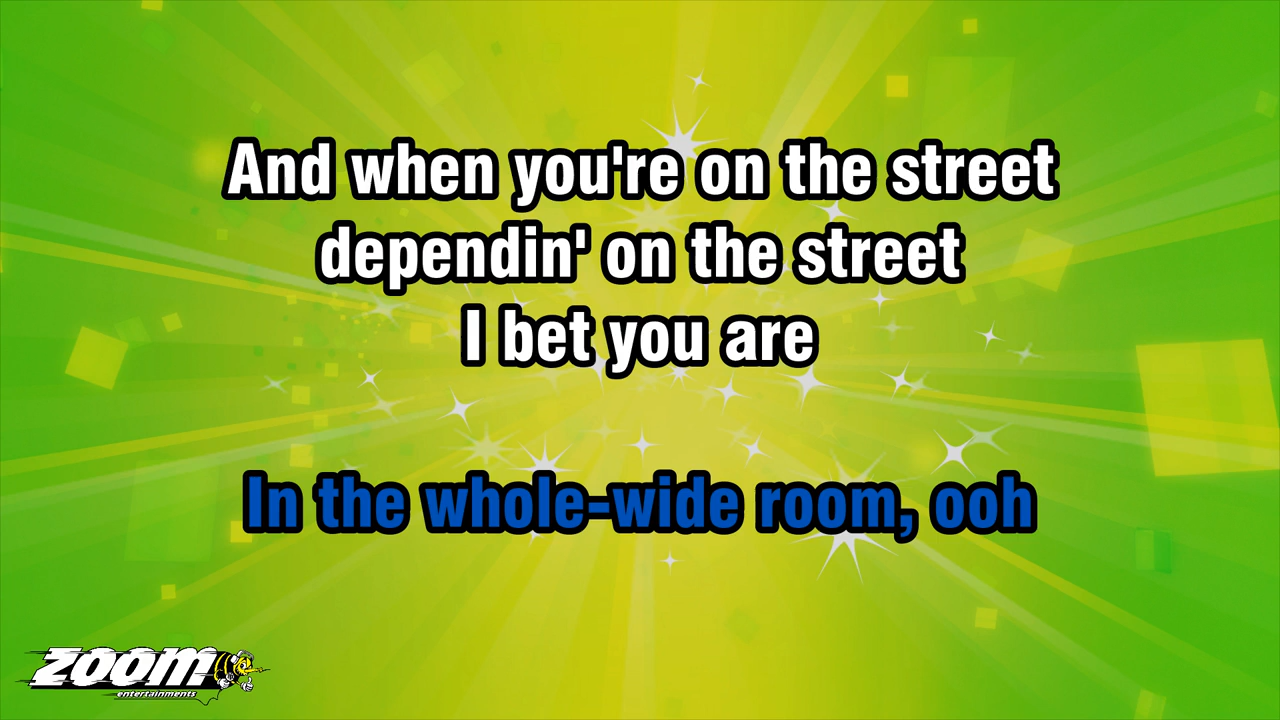 And when you're on the street
dependin' on the street
I bet you are
In the whole-wide room, ooh
zoom
entertainments